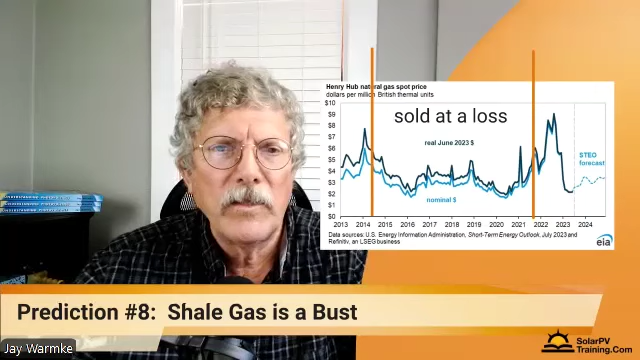 Henry Hub natural gas spot price
dollars per million British thermal units
sold at a loss
$10
$9
$8
$7
$6
$5
$4
$3
$2
$1
$0
real June 2023 $
nominal $
STEO
forecast
2013 2014 2015 2016 2017 2018 2019 2020 2021 2022 2023 2024
Data sources: U.S. Energy Information Administration, Short-Term Energy Outlook, July 2023 and
Refinitiv, an LSEG business
eia
Prediction #8: Shale Gas is a Bust
Jay Warmke
SolarPV
Training.Com